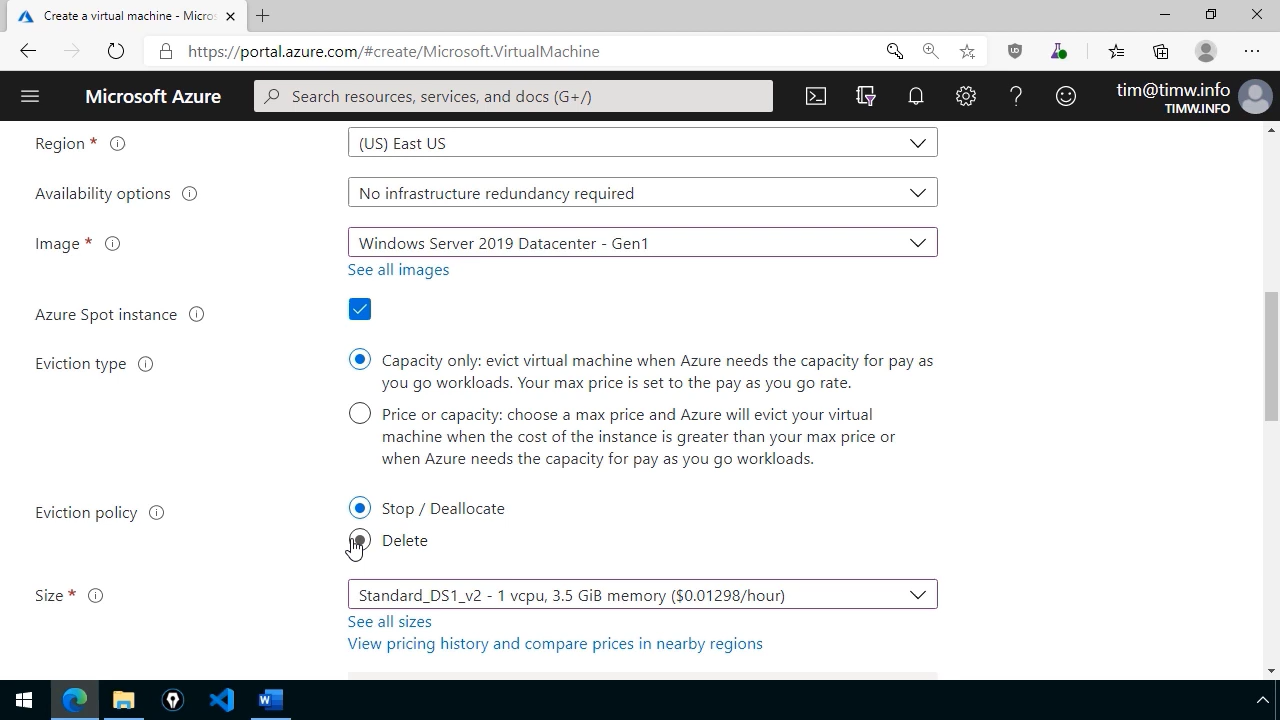 Create a virtual machine - Micros
https://portal.azure.com/#create/Microsoft.VirtualMachine
Microsoft Azure
Search resources, services, and docs (G+/)
tim@timw.info
TIMW.INFO
Region *
(US) East US
Availability options
No infrastructure redundancy required
Image *
Windows Server 2019 Datacenter - Gen1
See all images
Azure Spot instance
Eviction type
Capacity only: evict virtual machine when Azure needs the capacity for pay as
you go workloads. Your max price is set to the pay as you go rate.
Price or capacity: choose a max price and Azure will evict your virtual
machine when the cost of the instance is greater than your max price or
when Azure needs the capacity for pay as you go workloads.
Eviction policy
Stop / Deallocate
Delete
Size *
Standard_DS1_v2 - 1 vcpu, 3.5 GiB memory ($0.01298/hour)
See all sizes
View pricing history and compare prices in nearby regions